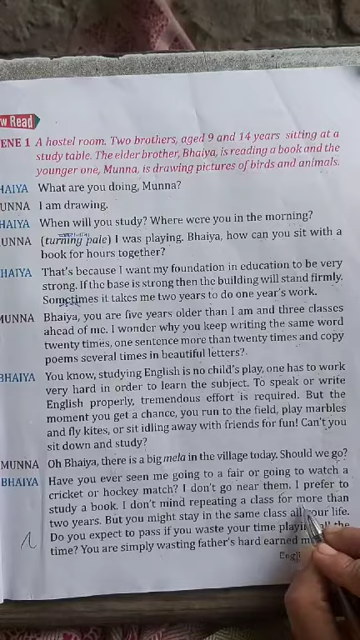 w Read
ENE 1 A hostel room. Two brothers, aged 9 and 14 years sitting at a
study table. The elder brother, Bhaiya, is reading a book and the
younger one, Munna, is drawing pictures of birds and animals.
HAIYA What are you doing, Munna?
UNNA I am drawing.
HAIYA When will you study? Where were you in the morning?
UNNA (turning pale) I was playing. Bhaiya, how can you sit with a
book for hours together?
HAIYA That's because I want my foundation in education to be very
strong. If the base is strong then the building will stand firmly.
Sometimes it takes me two years to do one year's work.
MUNNA Bhaiya, you are five years older than I am and three classes
ahead of me. I wonder why you keep writing the same word
twenty times, one sentence more than twenty times and copy
poems several times in beautiful letters?
BHAIYA You know, studying English is no child's play, one has to work
very hard in order to learn the subject. To speak or write
English properly, tremendous effort is required. But the
moment you get a chance, you run to the field, play marbles
and fly kites, or sit idling away with friends for fun! Can't you
sit down and study?
MUNNA Oh Bhaiya, there is a big mela in the village today. Should we go?
BHAIYA Have you ever seen me going to a fair or going to watch a
cricket or hockey match? I don't go near them. I prefer to
study a book. I don't mind repeating a class for more than
two years. But you might stay in the same class all your life.
Do you expect to pass if you waste your time playing all the
time? You are simply wasting father's hard earned